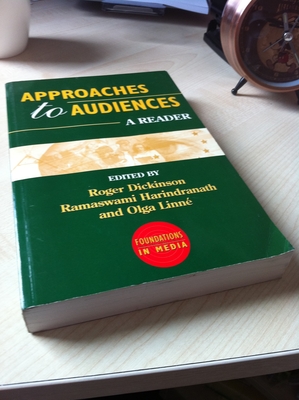 APPROACHES
to AUDIENCES
A READER
EDITED BY
Roger Dickinson
Ramaswami Harindranath
and Olga Linné
FOUNDATIONS
IN MEDIA